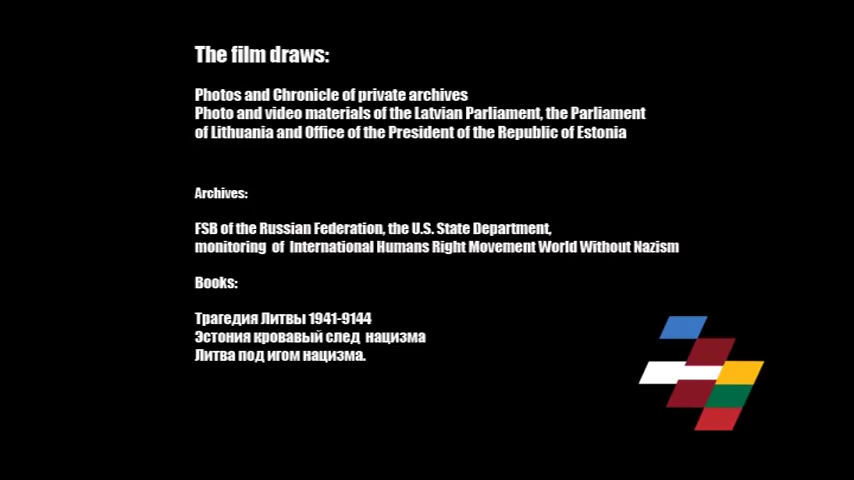 The film draws:
Photos and Chronicle of private archives
Photo and video materials of the Latvian Parliament, the Parliament
of Lithuania and Office of the President of the Republic of Estonia
Archives:
FSB of the Russian Federation, the U.S. State Department,
monitoring of International Humans Right Movement World Without Nazism
Books:
Трагедия Литвы 1941-9144
Эстония кровавый след нацизма
Литва под игом нацизма.